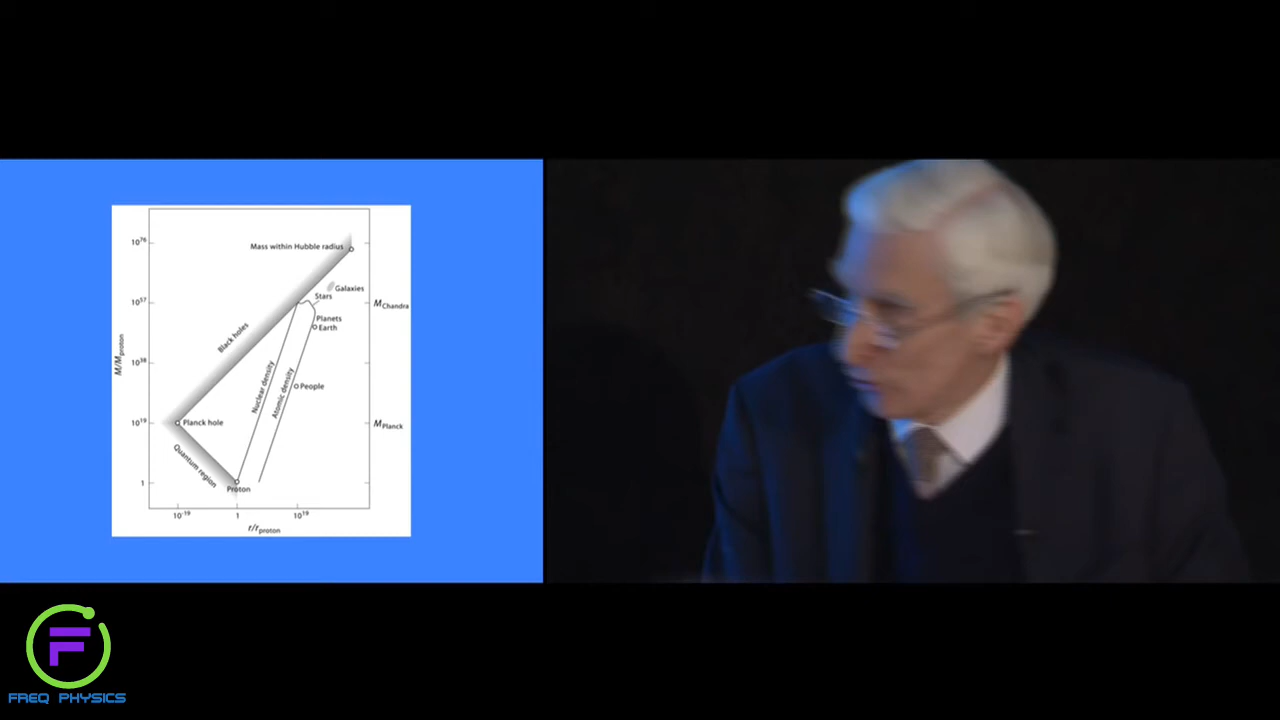 10^76
Mass within Hubble radius
Galaxies
Stars
10^57
M_Chandra
Planets
Earth
Black holes
M/M_proton
10^38
Nuclear density
Atomic density
People
10^19
Planck hole
M_Planck
Quantum region
1
Proton
10^-19
1
10^19
r/r_proton
F
FREQ PHYSICS